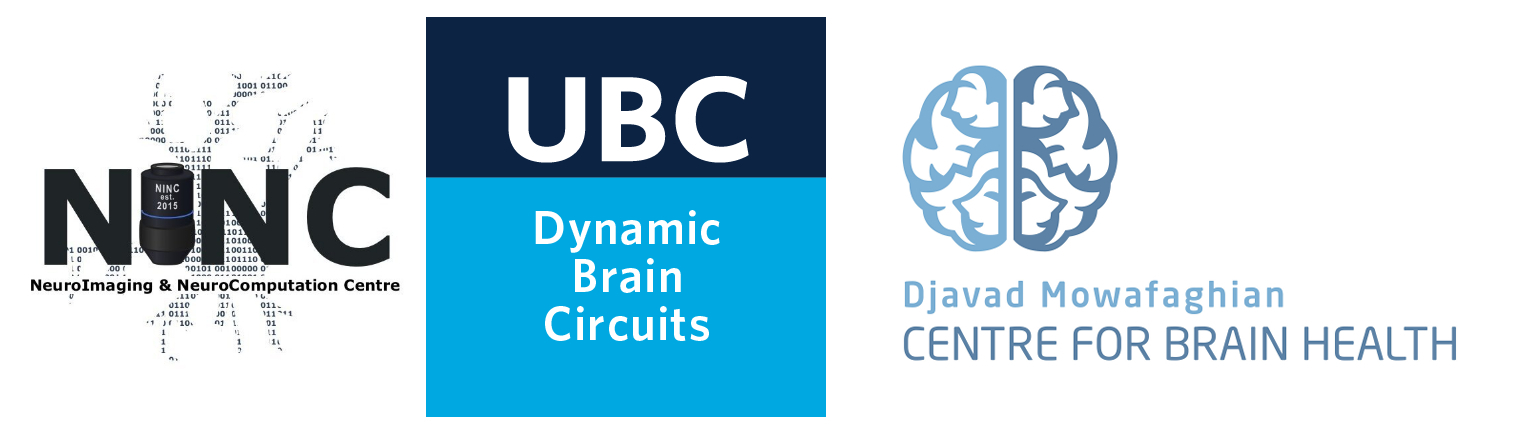 NINC
NINC
est.
2015
NeuroImaging & NeuroComputation Centre
UBC
Dynamic
Brain
Circuits
Djavad Mowafaghian
CENTRE FOR BRAIN HEALTH